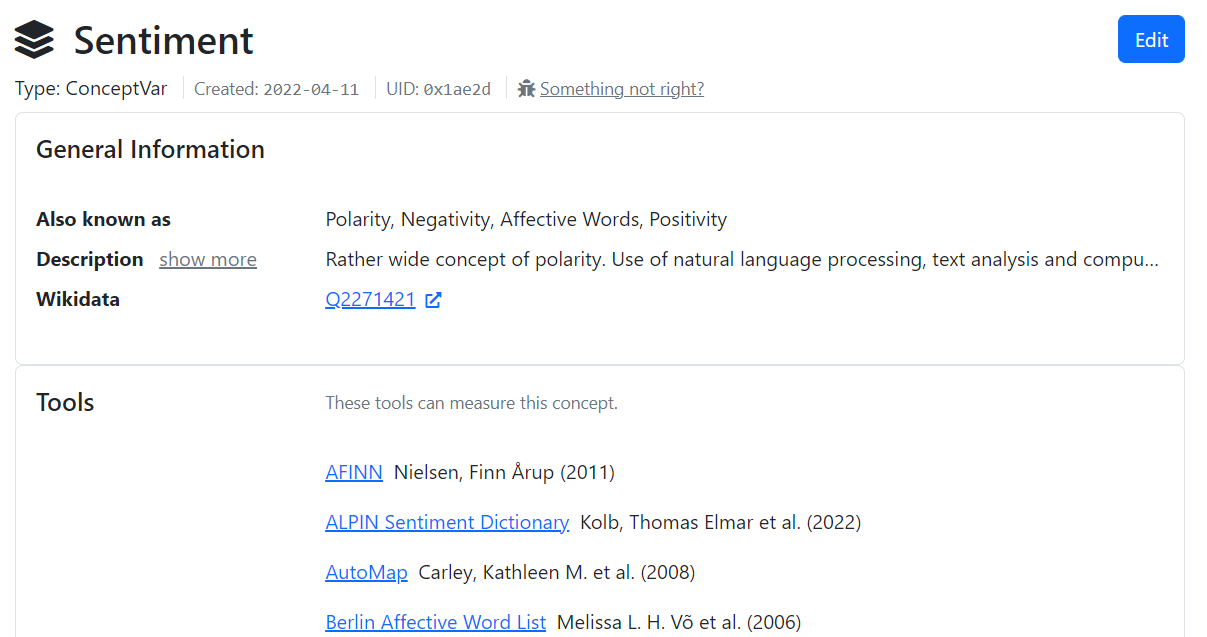 Sentiment
Edit
Type: ConceptVar Created: 2022-04-11 UID: 0x1ae2d Something not right?
General Information
Also known as Polarity, Negativity, Affective Words, Positivity
Description show more Rather wide concept of polarity. Use of natural language processing, text analysis and compu...
Wikidata Q2271421
Tools These tools can measure this concept.
AFINN Nielsen, Finn Årup (2011)
ALPIN Sentiment Dictionary Kolb, Thomas Elmar et al. (2022)
AutoMap Carley, Kathleen M. et al. (2008)
Berlin Affective Word List Melissa L. H. Võ et al. (2006)